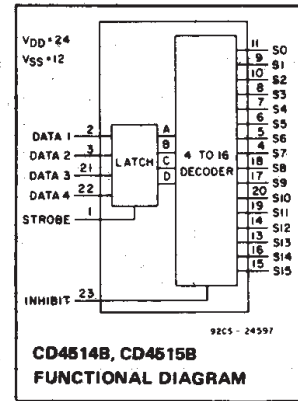 VDD = 24
VSS = 12
DATA 1 2
DATA 2 3
DATA 3 21
DATA 4 22
STROBE 1
INHIBIT 23
LATCH
A
B
C
D
4 TO 16
DECODER
11 S0
9 S1
10 S2
8 S3
7 S4
6 S5
5 S6
4 S7
18 S8
17 S9
20 S10
19 S11
14 S12
13 S13
16 S14
15 S15
92CS - 24597
CD4514B, CD4515B
FUNCTIONAL DIAGRAM